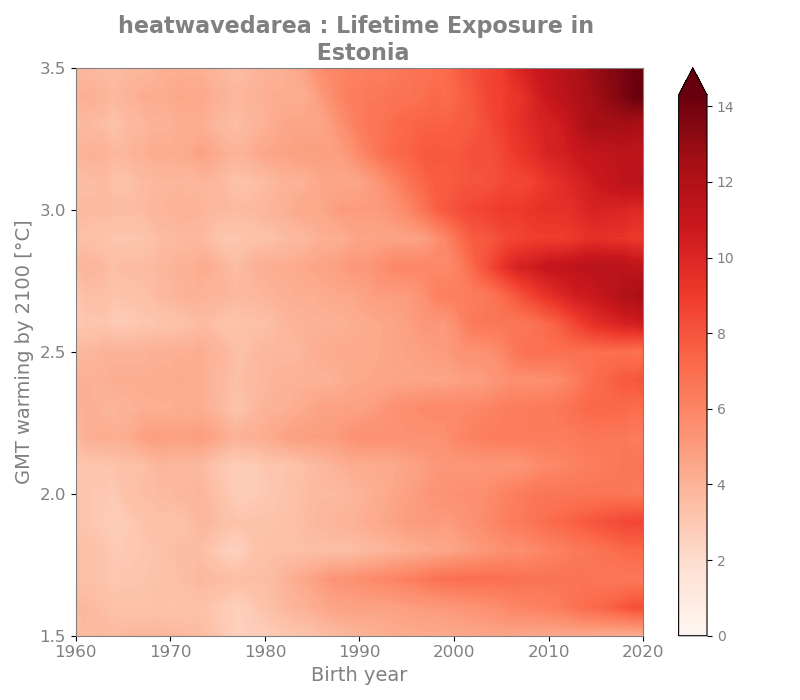 heatwavedarea : Lifetime Exposure in
Estonia
GMT warming by 2100 [°C]
3.5
3.0
2.5
2.0
1.5
1960 1970 1980 1990 2000 2010 2020
Birth year
14
12
10
8
6
4
2
0